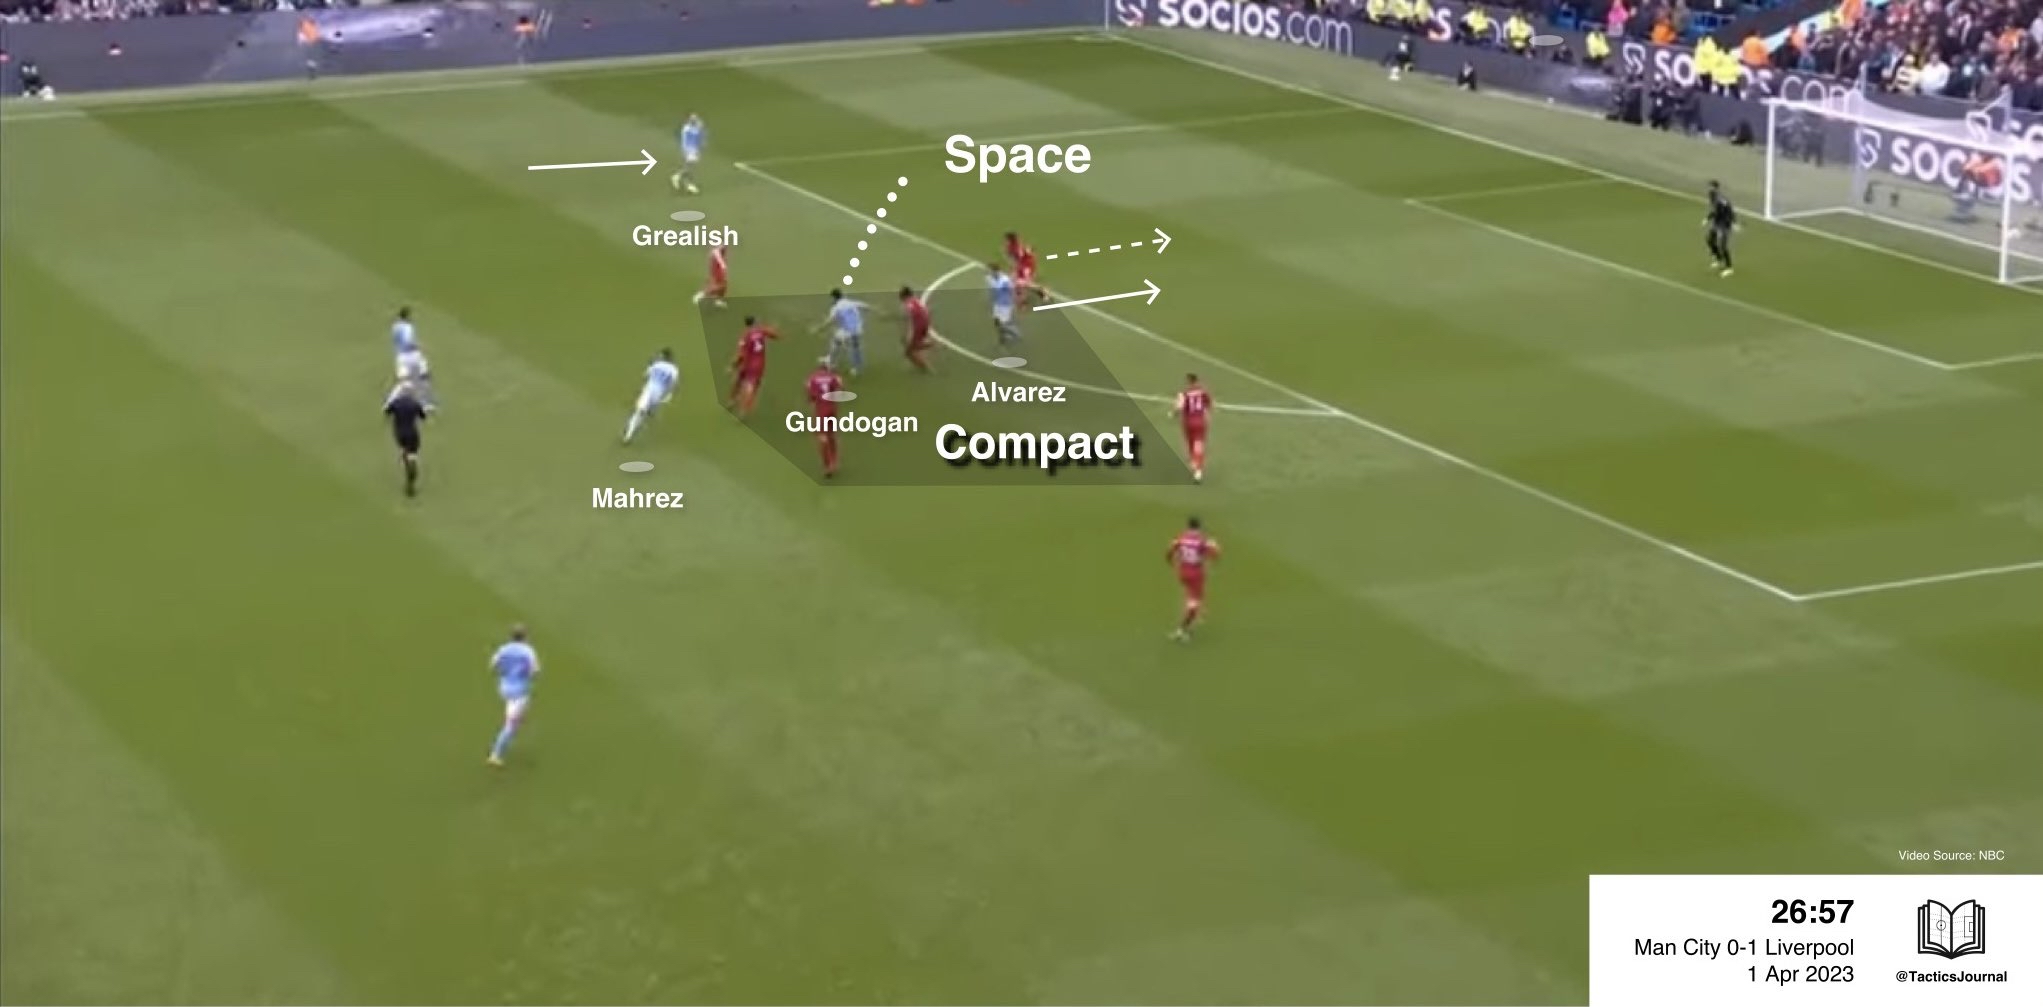 SOCIOS.com
SOCIOS.com
SOCIOS
Space
Grealish
Alvarez
Gundogan
Compact
14
Mahrez
Video Source: NBC
26:57
Man City 0-1 Liverpool
1 Apr 2023
@TacticsJournal